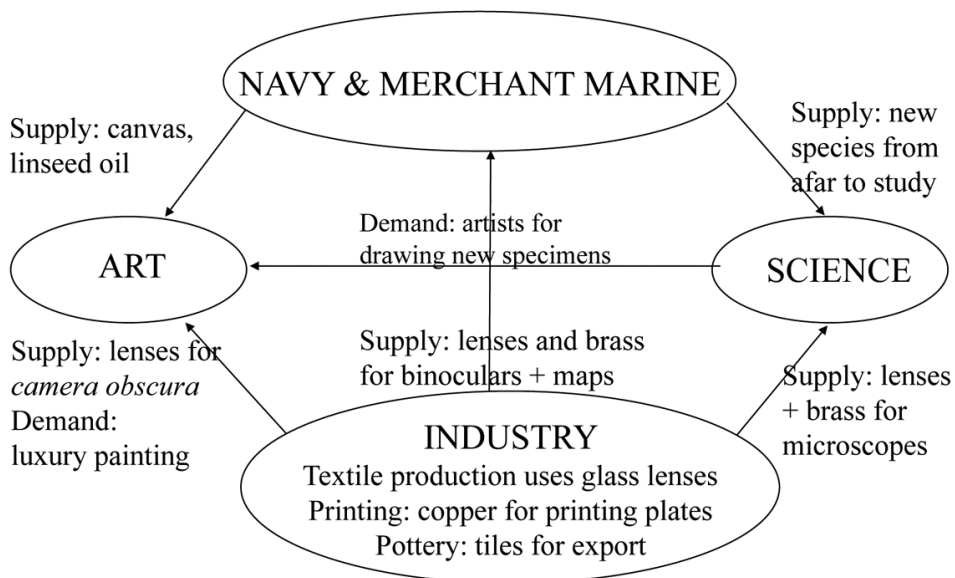 NAVY & MERCHANT MARINE
Supply: canvas,
linseed oil
Supply: new
species from
afar to study
Demand: artists for
drawing new specimens
ART
SCIENCE
Supply: lenses for
camera obscura
Demand:
luxury painting
Supply: lenses and brass
for binoculars + maps
Supply: lenses
+ brass for
microscopes
INDUSTRY
Textile production uses glass lenses
Printing: copper for printing plates
Pottery: tiles for export